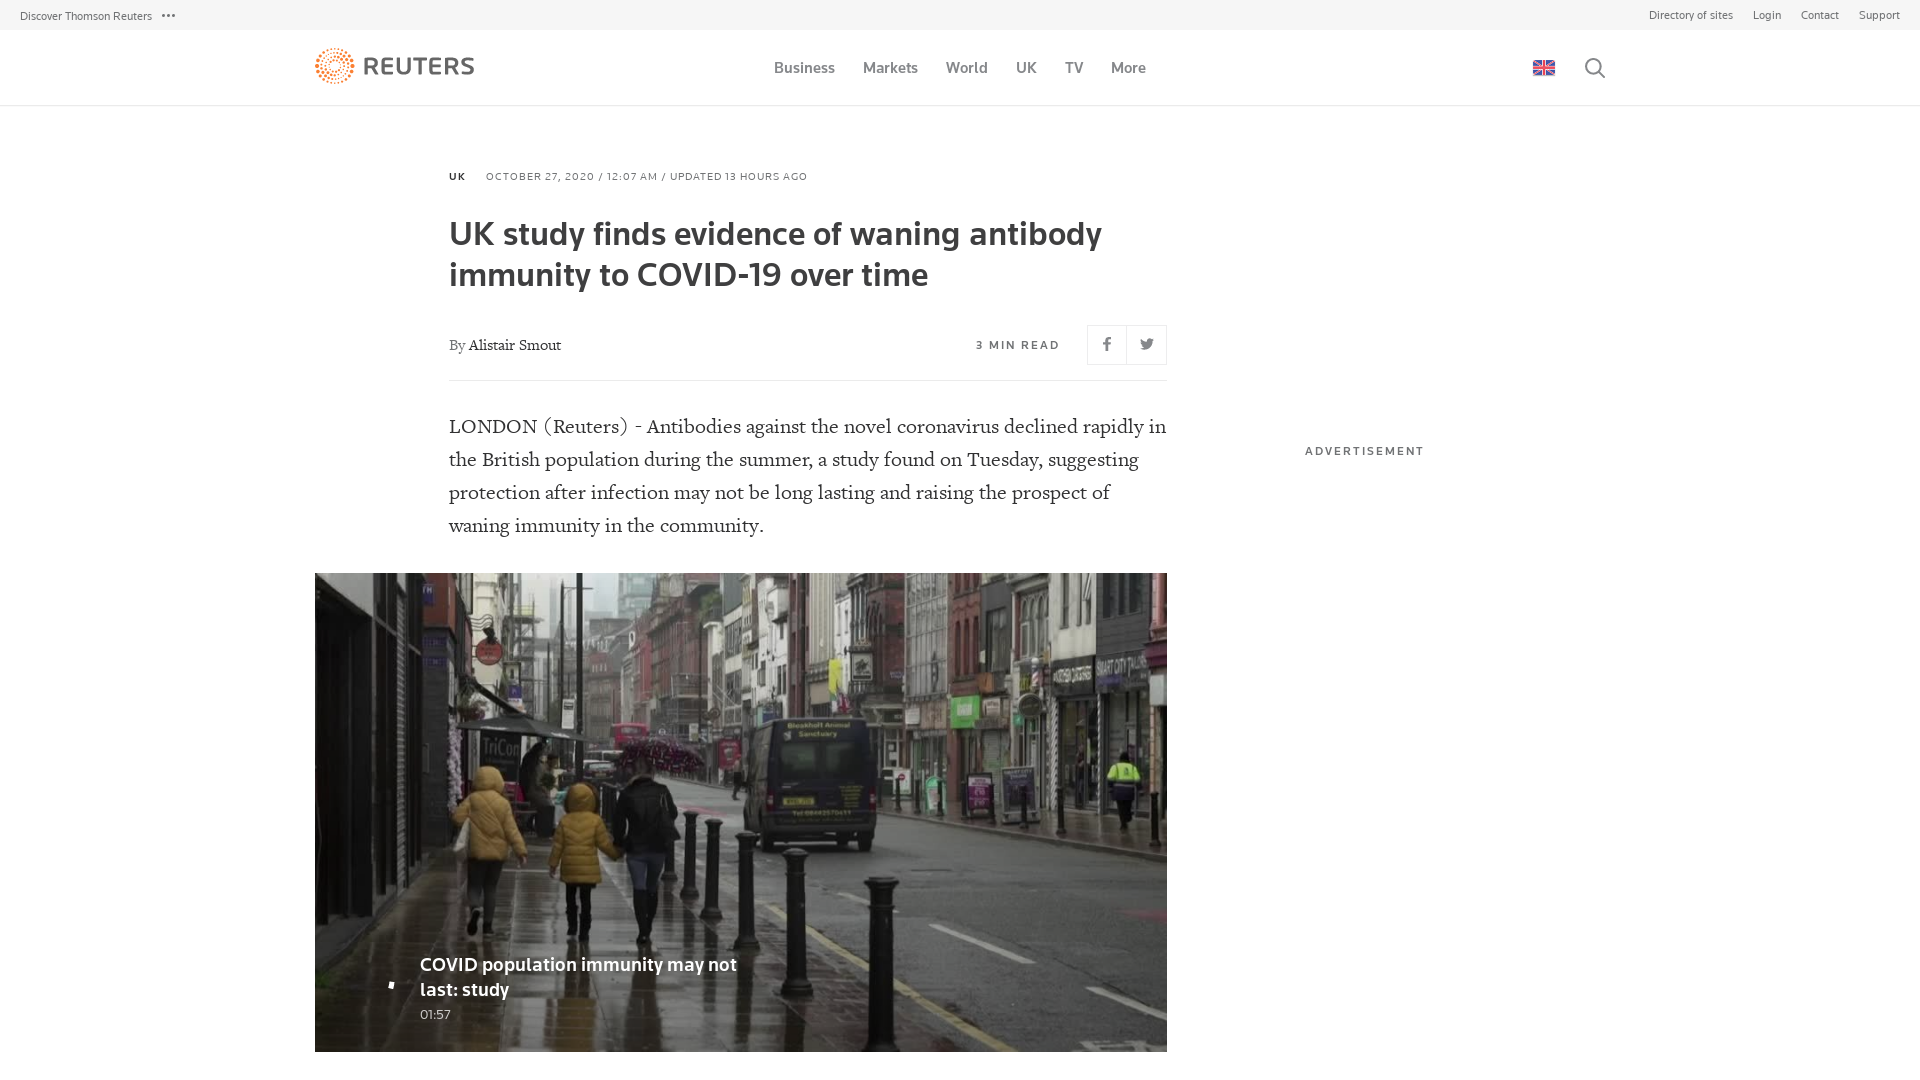 Discover Thomson Reuters
Directory of sites Login Contact Support
REUTERS
Business Markets World UK TV More
UK OCTOBER 27, 2020 / 12:07 AM / UPDATED 13 HOURS AGO
UK study finds evidence of waning antibody
immunity to COVID-19 over time
By Alistair Smout
3 MIN READ
LONDON (Reuters) - Antibodies against the novel coronavirus declined rapidly in
the British population during the summer, a study found on Tuesday, suggesting
protection after infection may not be long lasting and raising the prospect of
waning immunity in the community.
ADVERTISEMENT
Sanctuary
COVID population immunity may not
last: study
01:57